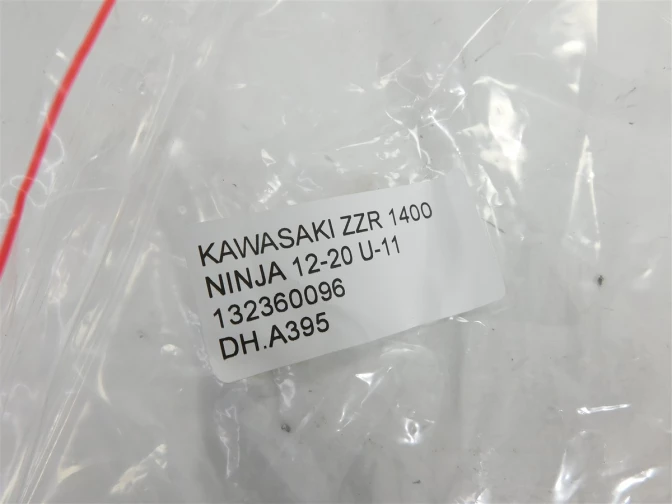 KAWASAKI ZZR 1400
NINJA 12-20 U-11
132360096
DH.A395